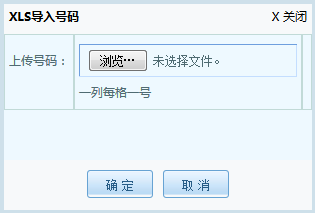 XLS导入号码 X 关闭
上传号码： 浏览… 未选择文件。
一列每格一号
确 定 取 消